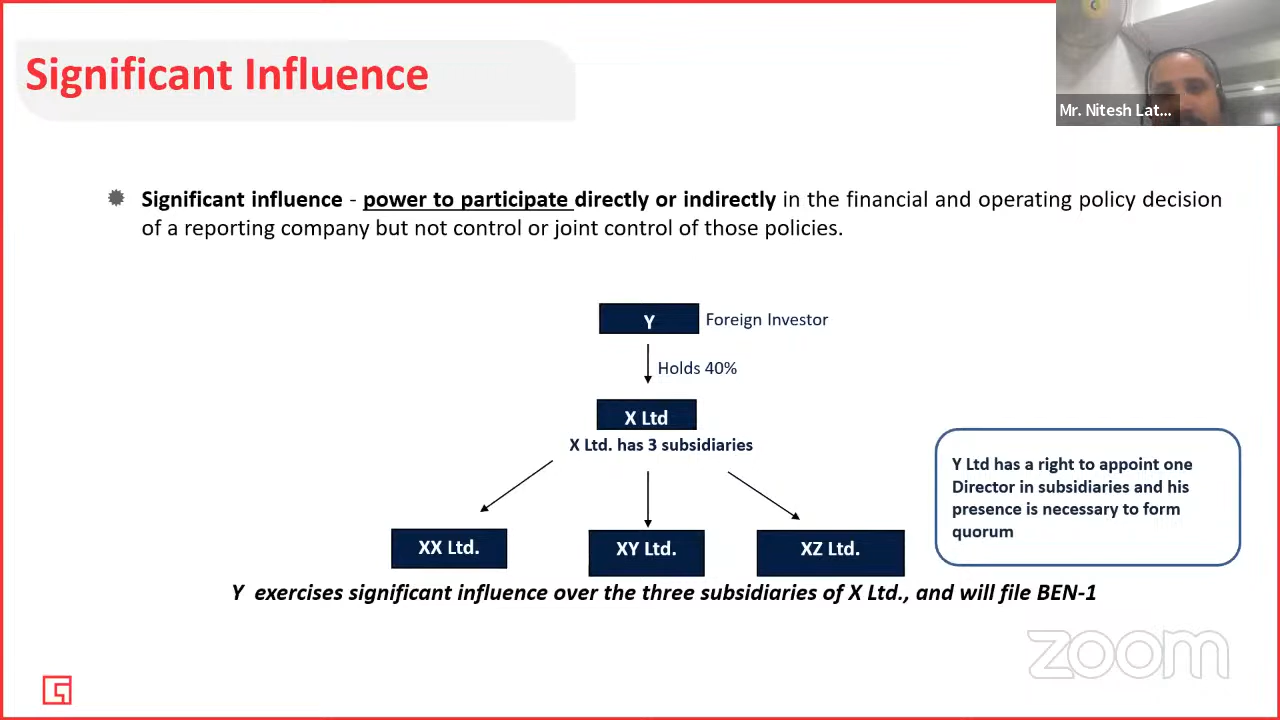 Significant Influence
Mr. Nitesh Lat...
Significant influence - power to participate directly or indirectly in the financial and operating policy decision
of a reporting company but not control or joint control of those policies.
Y
Foreign Investor
Holds 40%
X Ltd
X Ltd. has 3 subsidiaries
Y Ltd has a right to appoint one
Director in subsidiaries and his
presence is necessary to form
quorum
XX Ltd.
XY Ltd.
XZ Ltd.
Y exercises significant influence over the three subsidiaries of X Ltd., and will file BEN-1
zoom